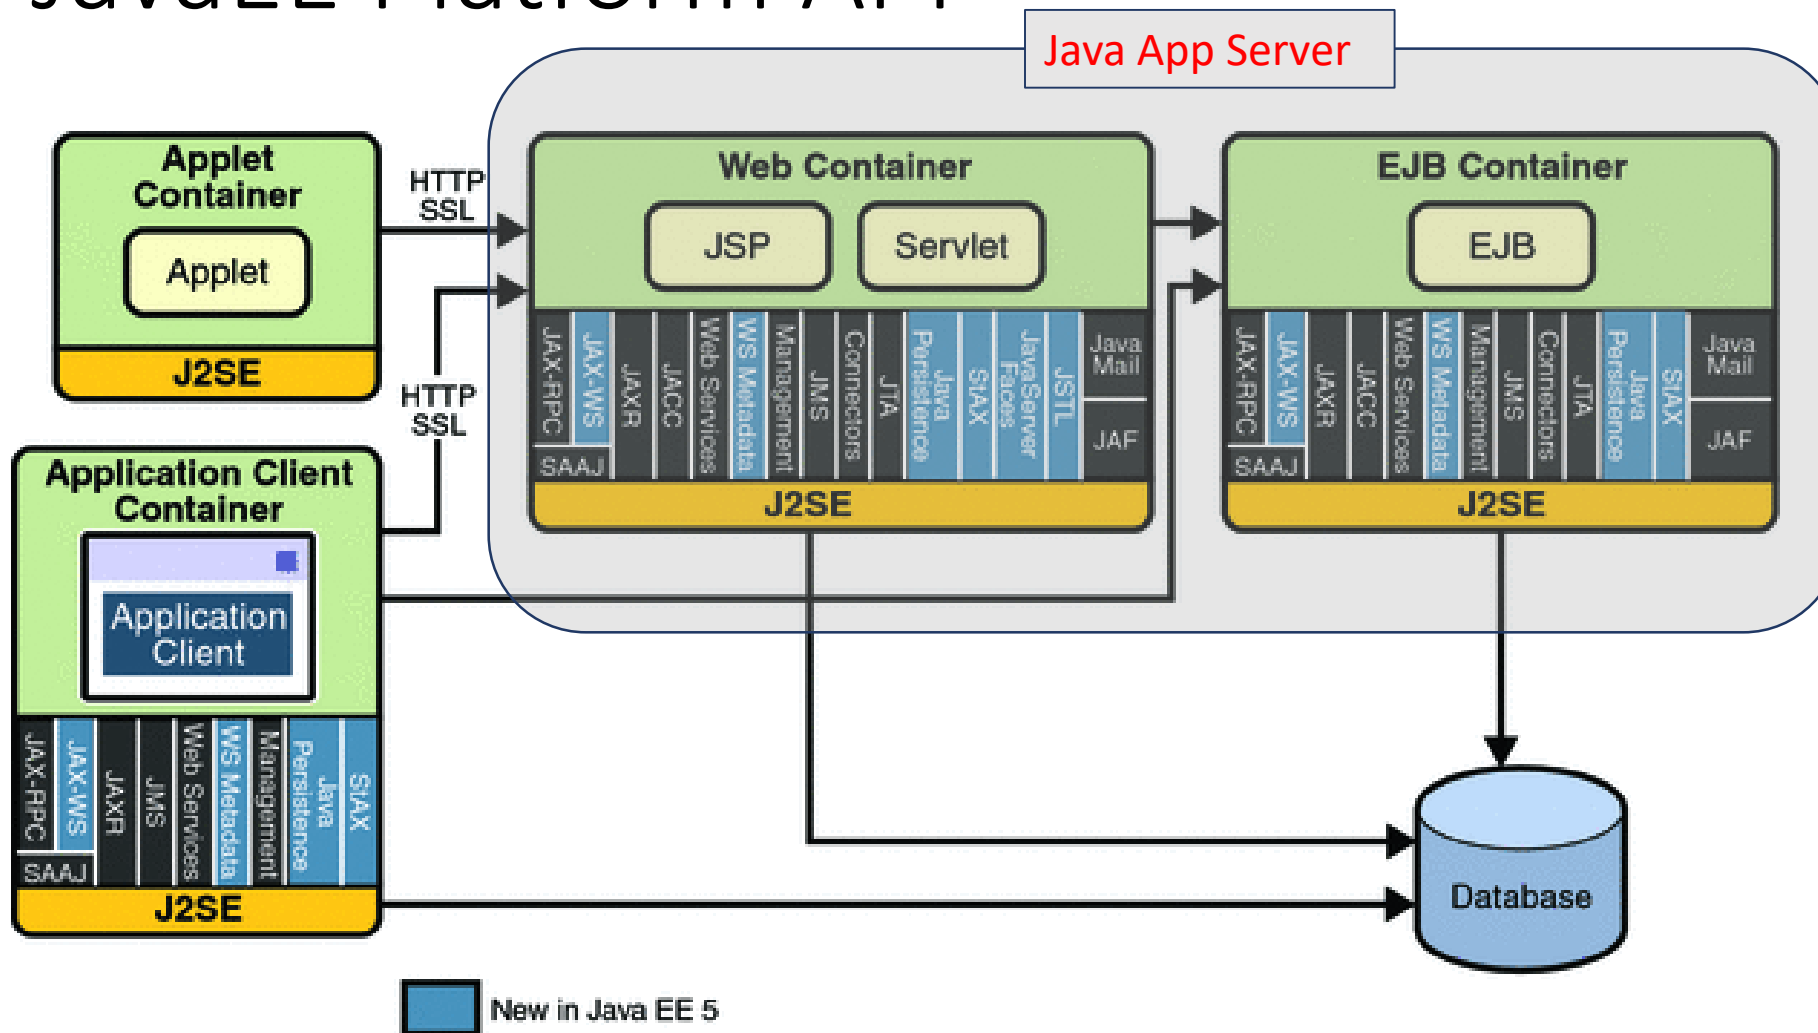 JavaEE Platform API
Java App Server
Applet
Container
Applet
J2SE
HTTP
SSL
HTTP
SSL
Web Container
JSP
Servlet
JAX-RPC
SAAJ
JAX-WS
JAXR
JACC
Web Services
WS Metadata
Management
JMS
Connectors
JTA
Java
Persistence
StAX
JavaServer
Faces
JSTL
Java
Mail
JAF
J2SE
EJB Container
EJB
JAX-RPC
SAAJ
JAX-WS
JAXR
JACC
Web Services
WS Metadata
Management
JMS
Connectors
JTA
Java
Persistence
StAX
Java
Mail
JAF
J2SE
Application Client
Container
Application
Client
JAX-RPC
SAAJ
JAX-WS
JAXR
JMS
Web Services
WS Metadata
Management
Java
Persistence
StAX
J2SE
Database
New in Java EE 5